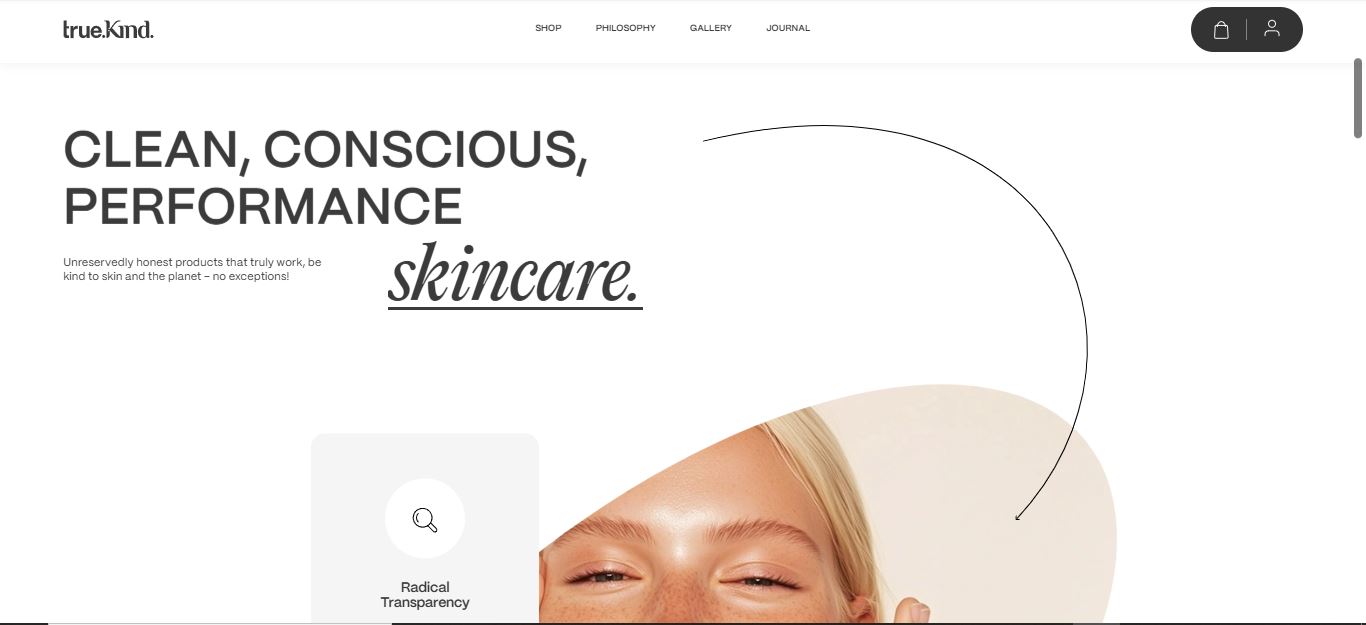 true.Kind.
SHOP
PHILOSOPHY
GALLERY
JOURNAL
CLEAN, CONSCIOUS,
PERFORMANCE
skincare.
Unreservedly honest products that truly work, be
kind to skin and the planet – no exceptions!
Radical
Transparency